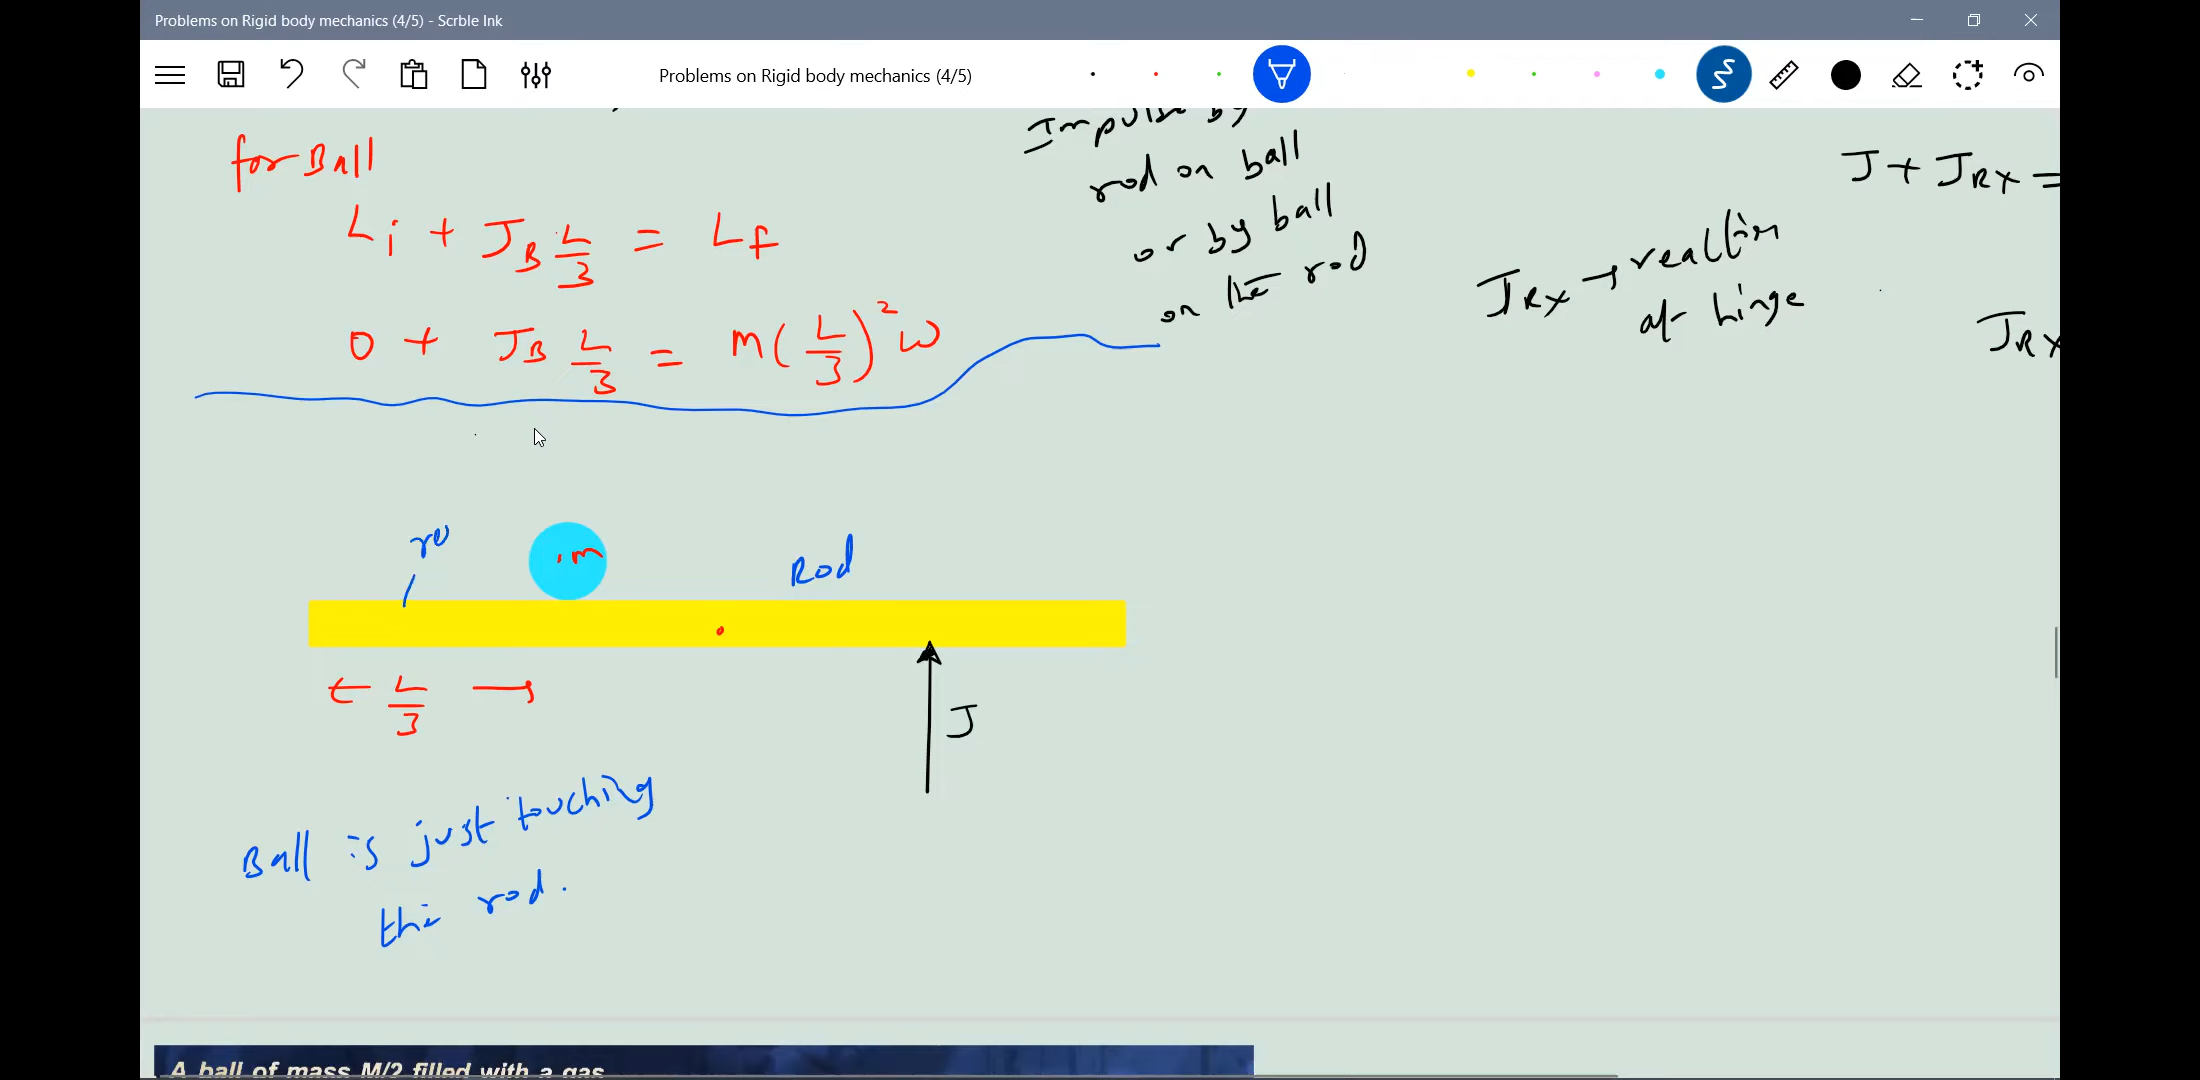 Problems on Rigid body mechanics (4/5) - Scrble Ink
Problems on Rigid body mechanics (4/5)
Impulse by
rod on ball
or by ball
on the rod
J + JRx =
JRx → reaction
at hinge
JRx
for Ball
Li + JB L/3 = Lf
0 + JB L/3 = m(L/3)² ω
m
Rod
← L/3 →
J
Ball is just touching
the rod.
A ball of mass M/2 filled with a gas